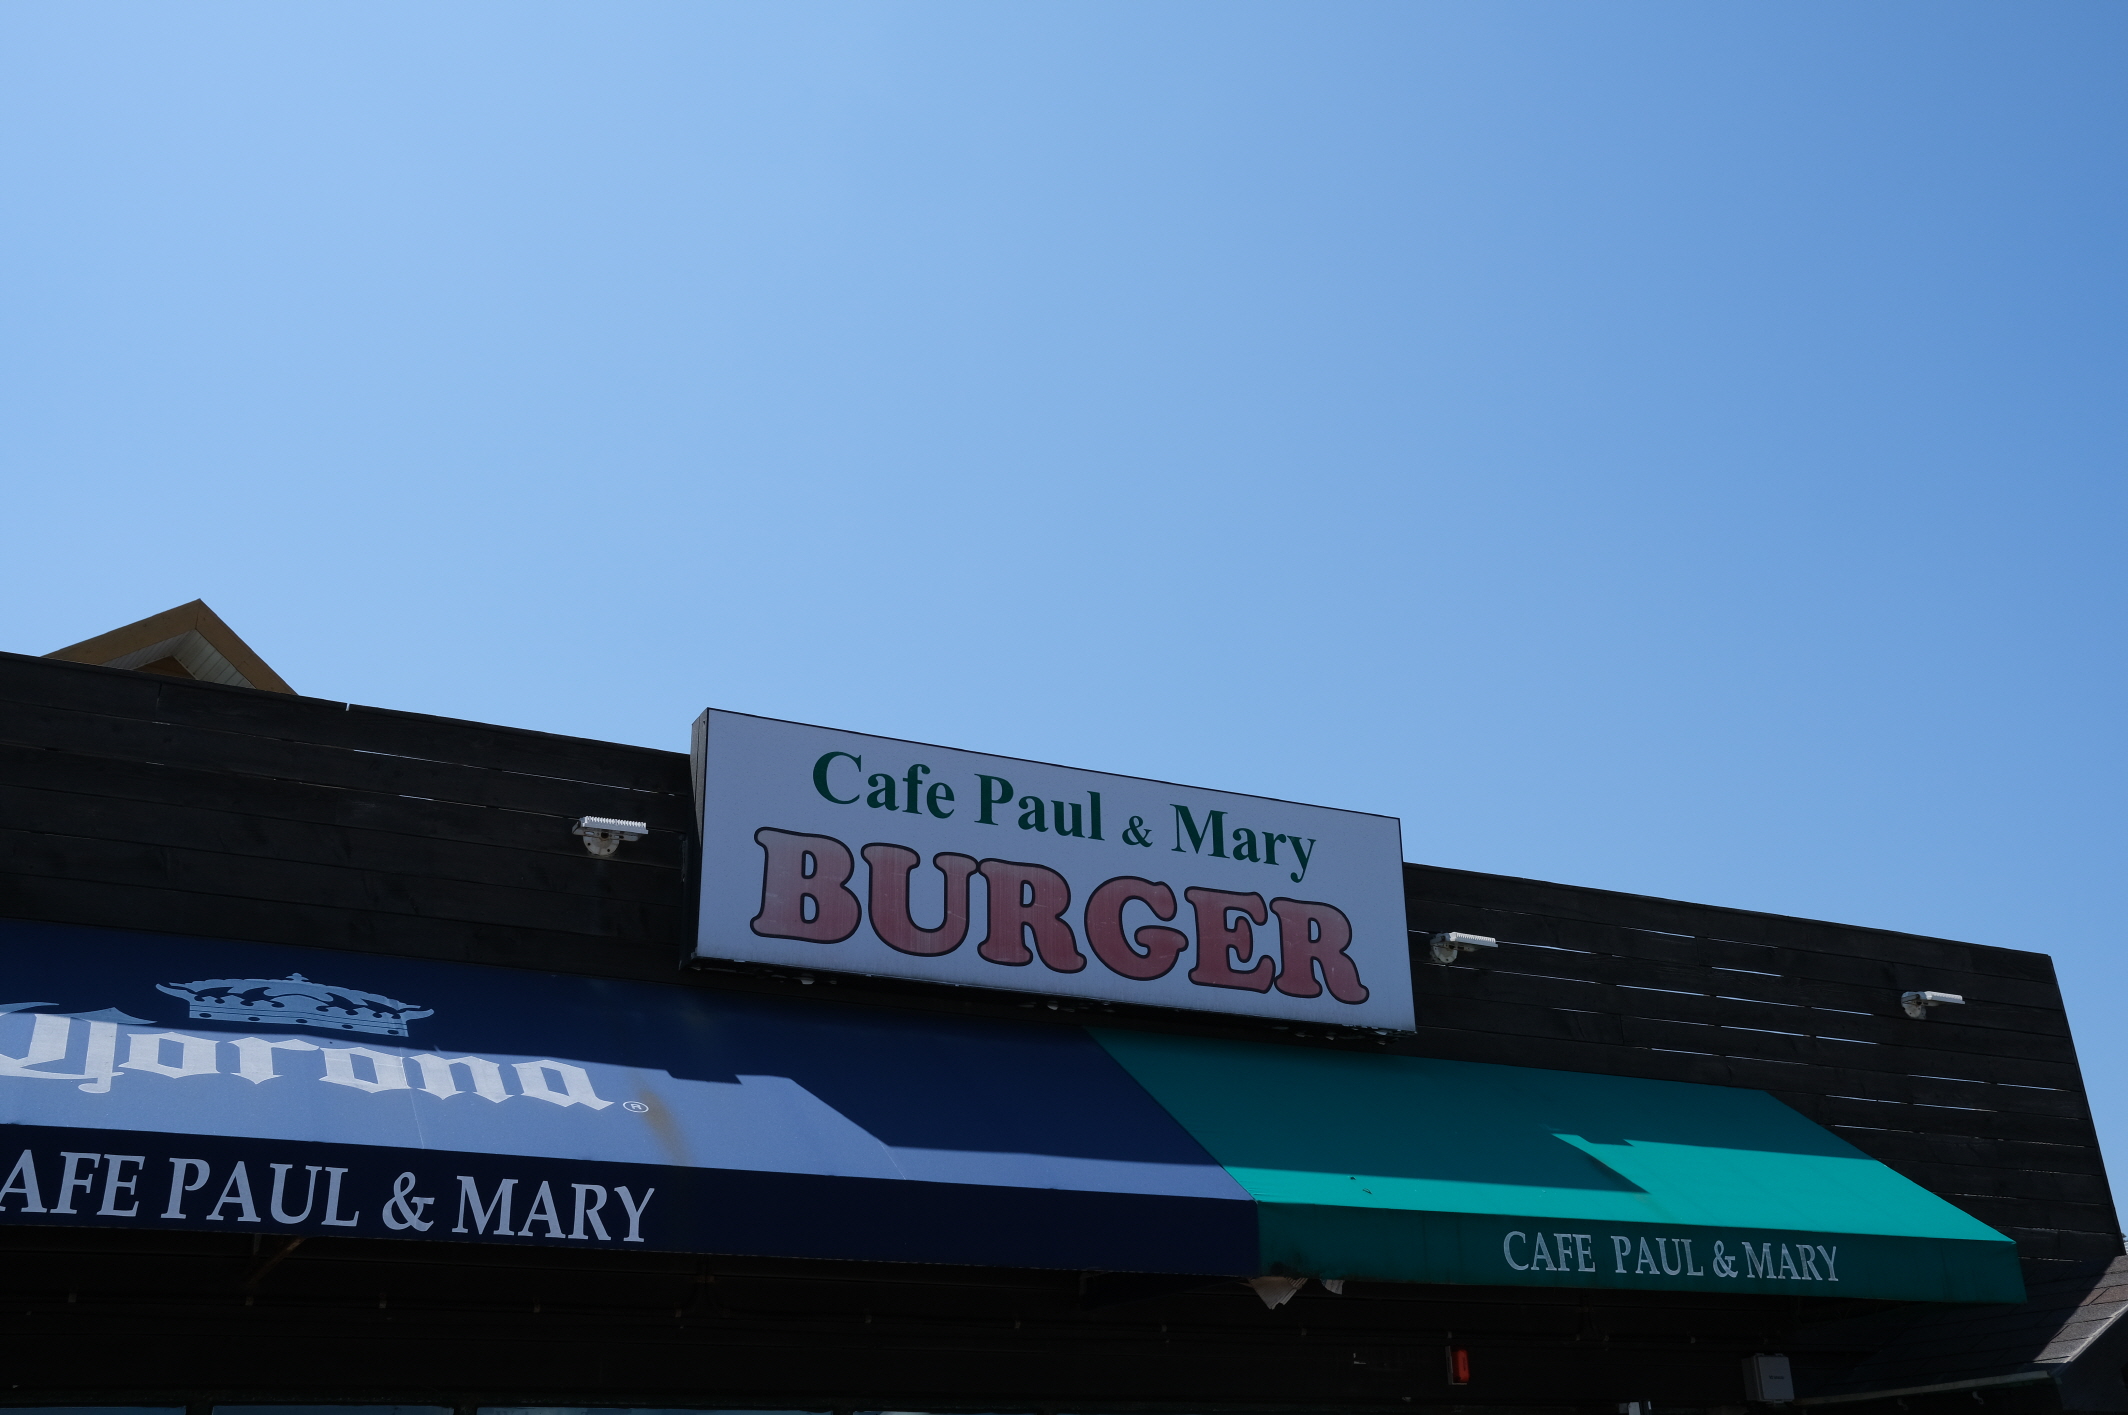 Cafe Paul & Mary
BURGER
Corona®
AFE PAUL & MARY
CAFE PAUL & MARY